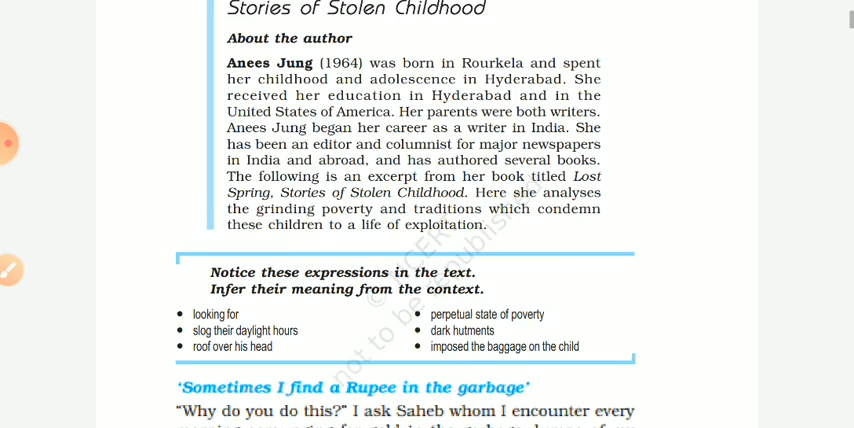 Stories of Stolen Childhood
About the author
Anees Jung (1964) was born in Rourkela and spent
her childhood and adolescence in Hyderabad. She
received her education in Hyderabad and in the
United States of America. Her parents were both writers.
Anees Jung began her career as a writer in India. She
has been an editor and columnist for major newspapers
in India and abroad, and has authored several books.
The following is an excerpt from her book titled Lost
Spring, Stories of Stolen Childhood. Here she analyses
the grinding poverty and traditions which condemn
these children to a life of exploitation.
Notice these expressions in the text.
Infer their meaning from the context.
• looking for
• slog their daylight hours
• roof over his head
• perpetual state of poverty
• dark hutments
• imposed the baggage on the child
© NCERT
not to be republished
‘Sometimes I find a Rupee in the garbage’
“Why do you do this?” I ask Saheb whom I encounter every